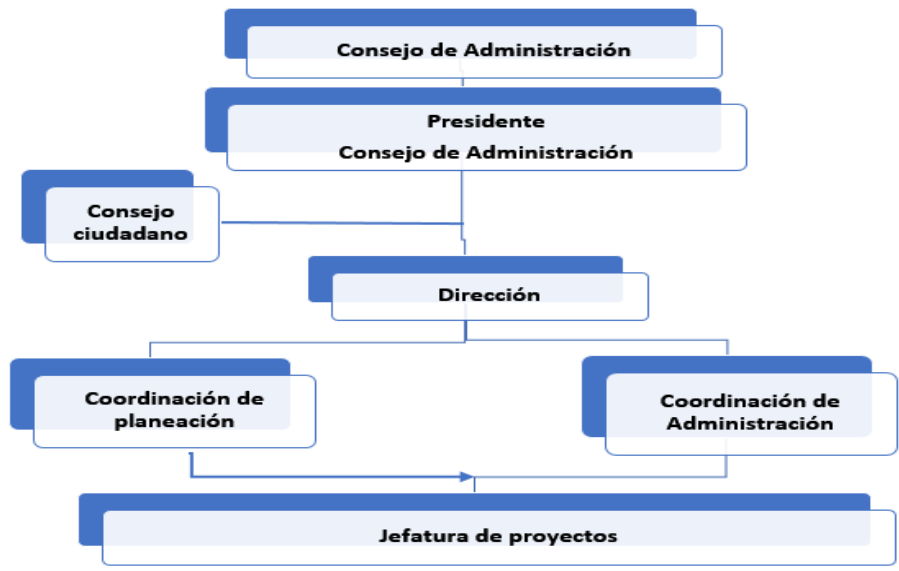 Consejo de Administración
Presidente
Consejo de Administración
Consejo
ciudadano
Dirección
Coordinación de
planeación
Coordinación de
Administración
Jefatura de proyectos